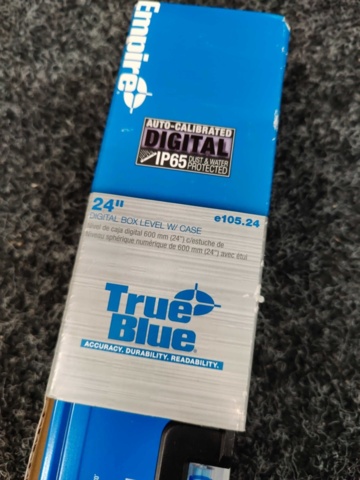 Empire
AUTO-CALIBRATED
DIGITAL
IP65 DUST & WATER
PROTECTED
24"
DIGITAL BOX LEVEL W/ CASE
e105.24
Nivel de caja digital 600 mm (24") c/estuche de
Niveau sphérique numérique de 600 mm (24") avec étui
True
Blue
ACCURACY. DURABILITY. READABILITY.